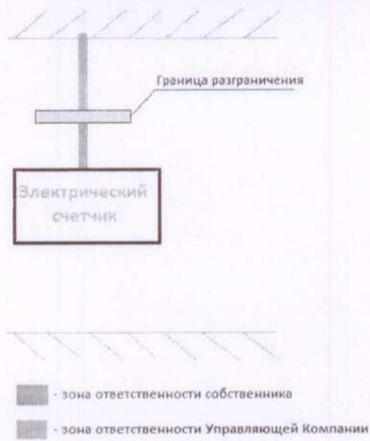 Граница разграничения
Электрический
счетчик
- зона ответственности собственника
- зона ответственности Управляющей Компании